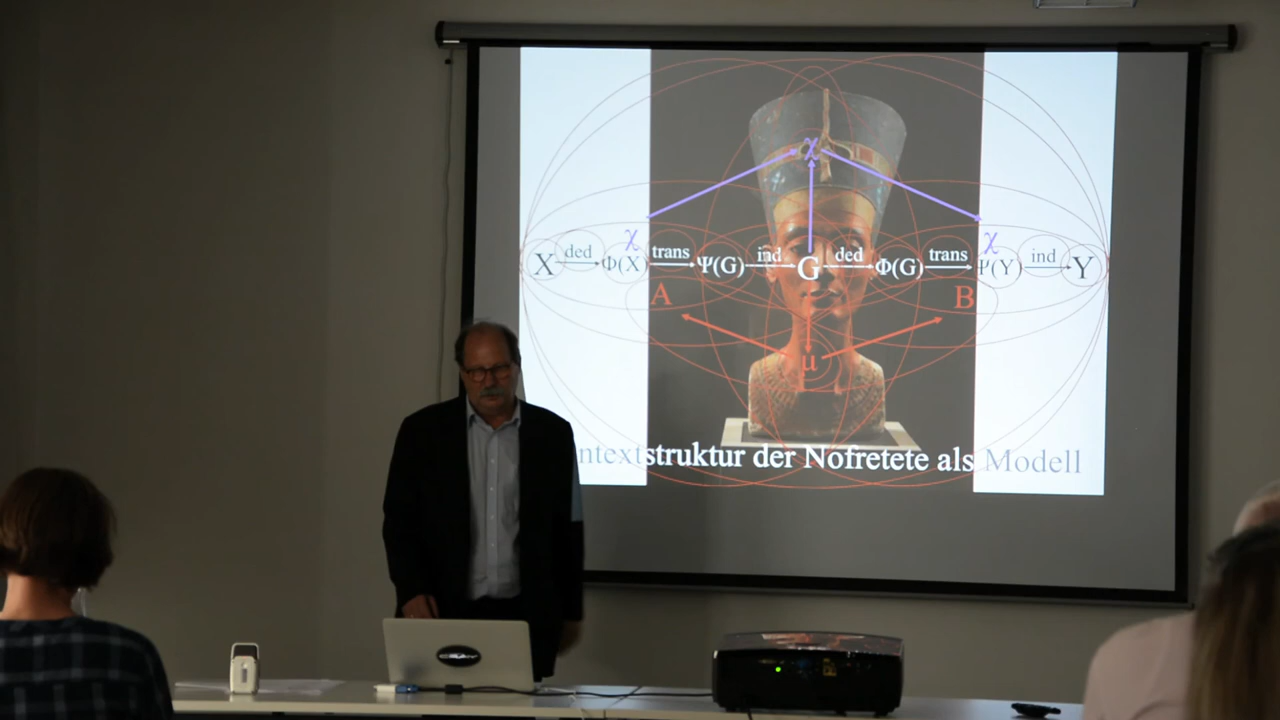 χ
χ χ
X ded Φ(X) trans Ψ(G) ind G ded Φ(G) trans Ψ(Y) ind Y
A B
μ
ntextstruktur der Nofretete als Modell